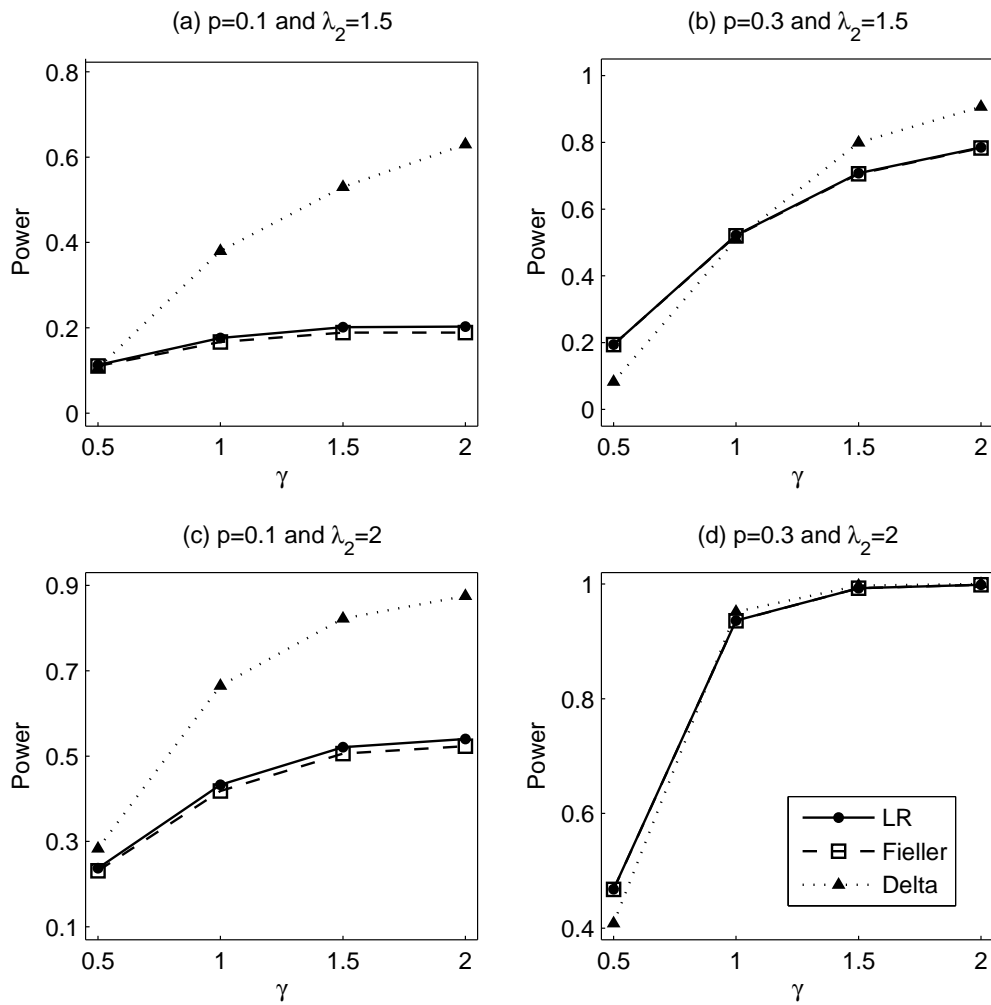 (a) p=0.1 and λ_2=1.5
Power
0.8
0.6
0.4
0.2
0
0.5 1 1.5 2
γ
(b) p=0.3 and λ_2=1.5
Power
1
0.8
0.6
0.4
0.2
0
0.5 1 1.5 2
γ
(c) p=0.1 and λ_2=2
Power
0.9
0.7
0.5
0.3
0.1
0.5 1 1.5 2
γ
(d) p=0.3 and λ_2=2
Power
1
0.8
0.6
0.4
0.5 1 1.5 2
γ
LR
Fieller
Delta